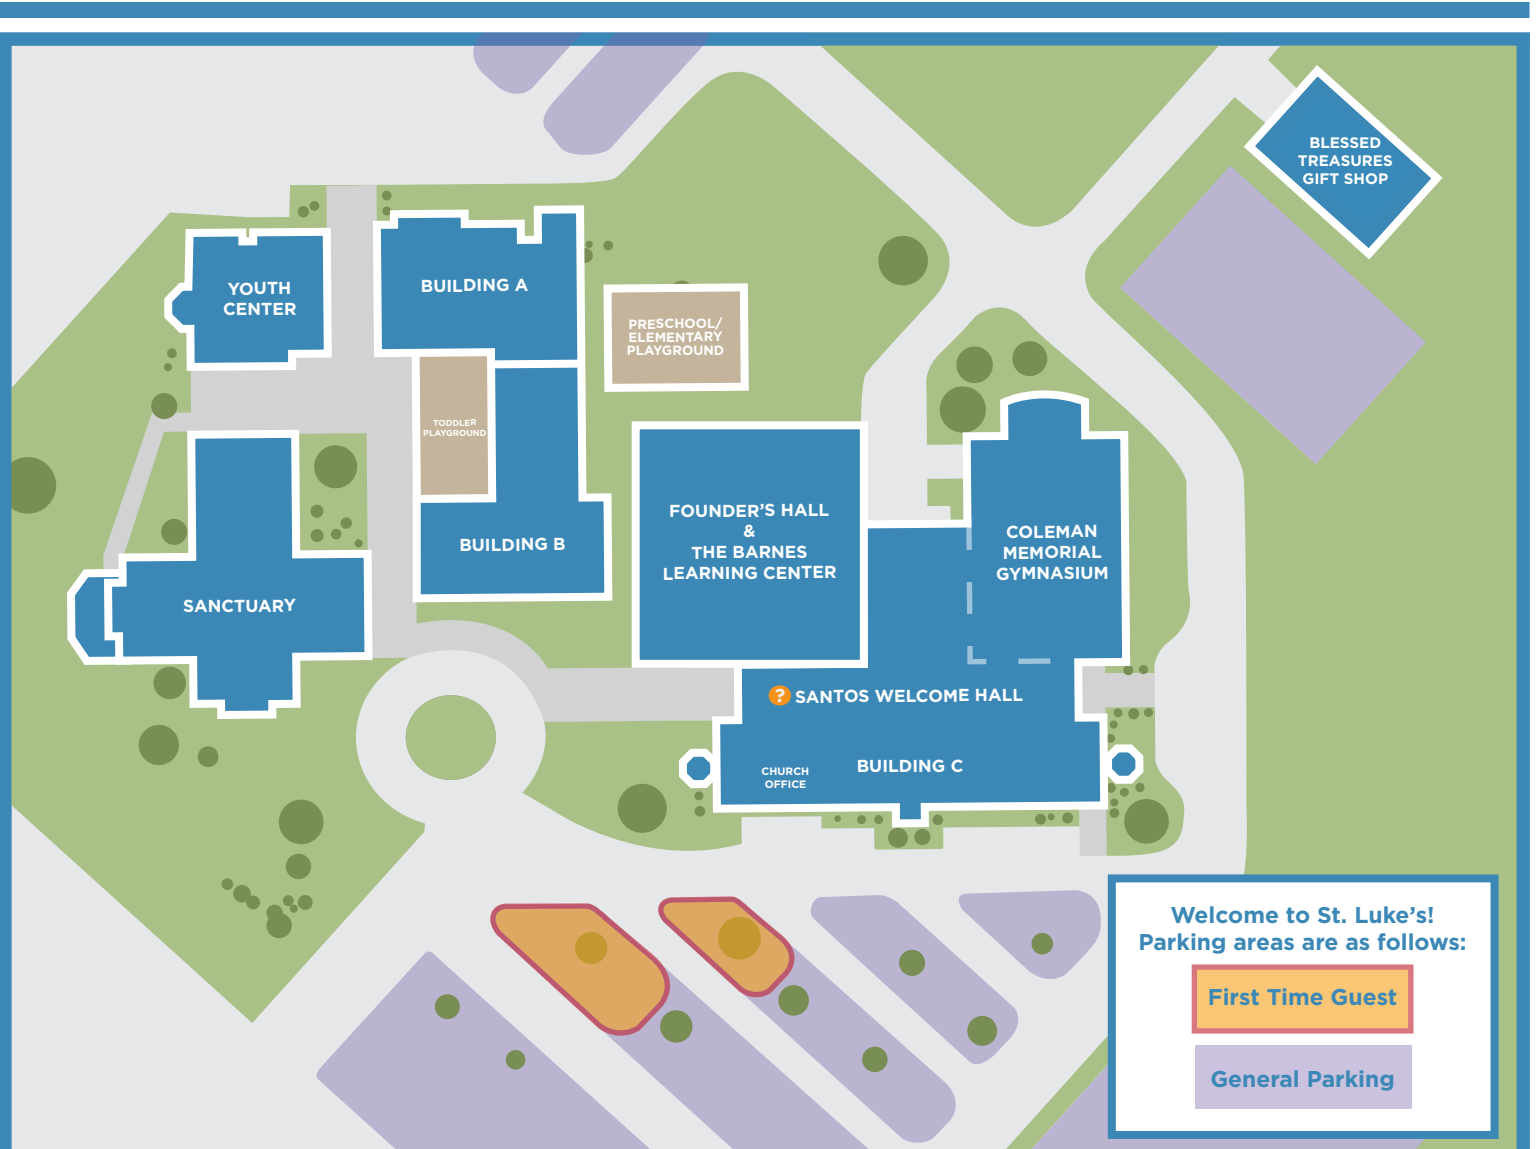 BLESSED
TREASURES
GIFT SHOP
YOUTH
CENTER
BUILDING A
PRESCHOOL/
ELEMENTARY
PLAYGROUND
TODDLER
PLAYGROUND
FOUNDER'S HALL
&
THE BARNES
LEARNING CENTER
COLEMAN
MEMORIAL
GYMNASIUM
BUILDING B
SANCTUARY
? SANTOS WELCOME HALL
CHURCH
OFFICE
BUILDING C
Welcome to St. Luke's!
Parking areas are as follows:
First Time Guest
General Parking